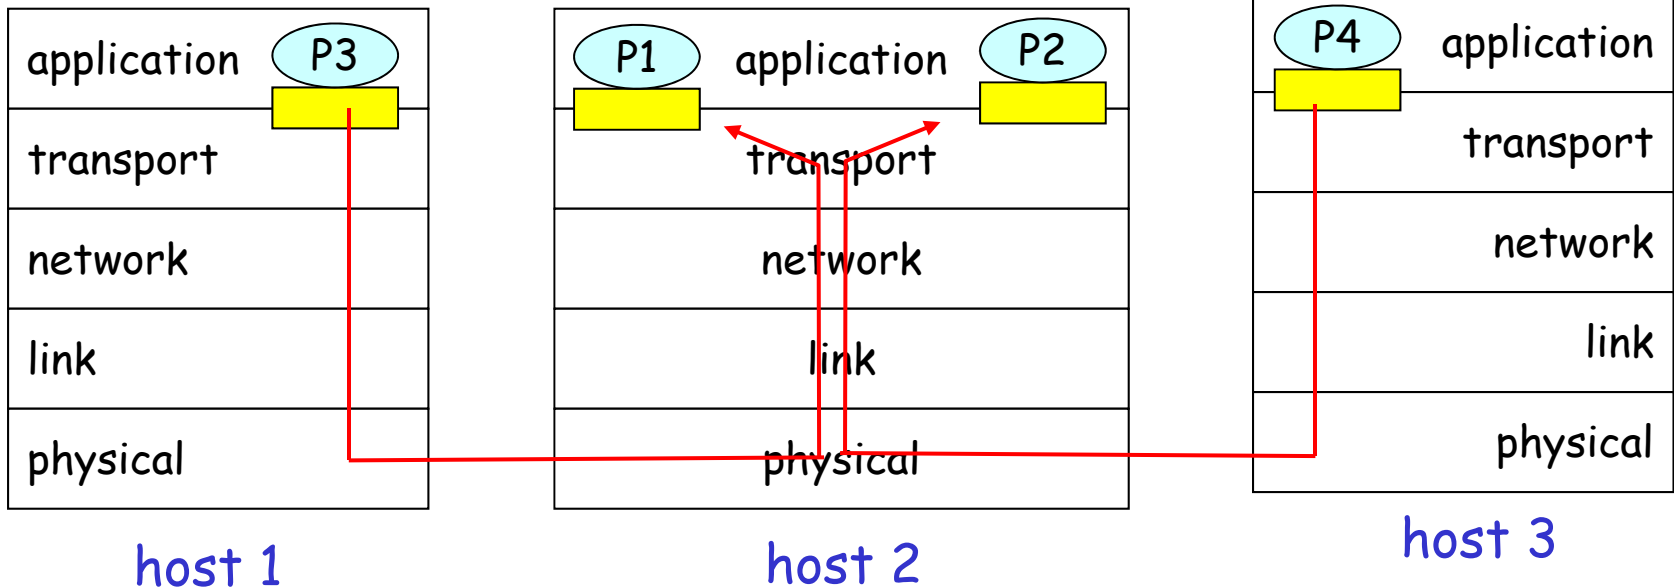 application P3
transport
network
link
physical
host 1
P1 application P2
transport
network
link
physical
host 2
P4 application
transport
network
link
physical
host 3